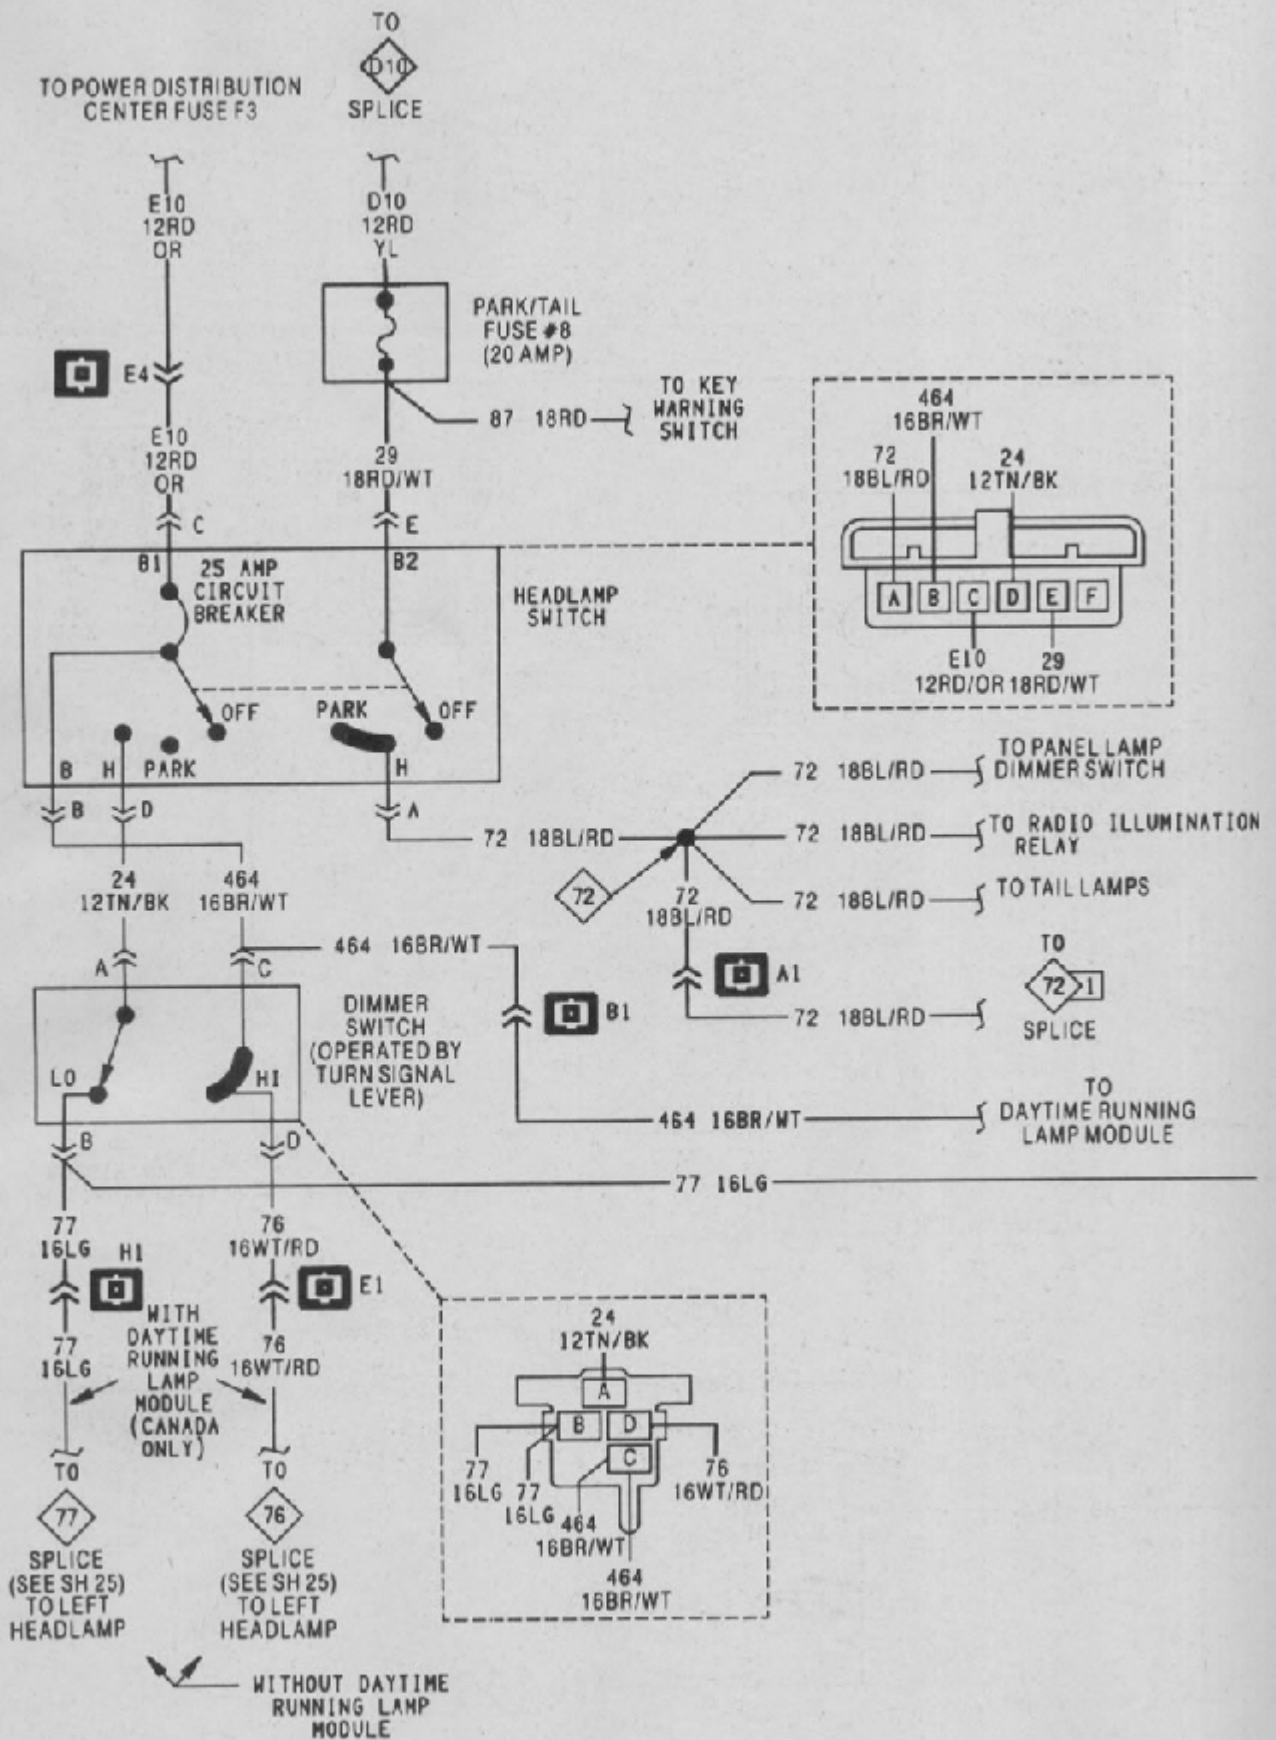 TO
D10
SPLICE
TO POWER DISTRIBUTION
CENTER FUSE F3
E10
12RD
OR
D10
12RD
YL
PARK/TAIL
FUSE #8
(20 AMP)
E4
TO KEY
WARNING
SWITCH
87 18RD
E10
12RD
OR
29
18RD/WT
C
E
B1
25 AMP
CIRCUIT
BREAKER
B2
HEADLAMP
SWITCH
OFF
PARK
OFF
B
H
PARK
H
464
16BR/WT
72
18BL/RD
24
12TN/BK
A
B
C
D
E
F
E10
12RD/OR
29
18RD/WT
B
D
A
72 18BL/RD
72 18BL/RD
TO PANEL LAMP
DIMMER SWITCH
72 18BL/RD
TO RADIO ILLUMINATION
RELAY
72 18BL/RD
TO TAIL LAMPS
72
72
18BL/RD
24
12TN/BK
464
16BR/WT
464 16BR/WT
A
C
A1
72 18BL/RD
TO
72
1
SPLICE
DIMMER
SWITCH
(OPERATED BY
TURN SIGNAL
LEVER)
B1
LO
HI
464 16BR/WT
TO
DAYTIME RUNNING
LAMP MODULE
B
D
77 16LG
77
16LG
H1
76
16WT/RD
E1
WITH
DAYTIME
RUNNING
LAMP
MODULE
(CANADA
ONLY)
77
16LG
76
16WT/RD
TO
77
SPLICE
(SEE SH 25)
TO LEFT
HEADLAMP
TO
76
SPLICE
(SEE SH 25)
TO LEFT
HEADLAMP
24
12TN/BK
A
B
D
C
77
16LG
77
16LG
464
16BR/WT
76
16WT/RD
464
16BR/WT
WITHOUT DAYTIME
RUNNING LAMP
MODULE